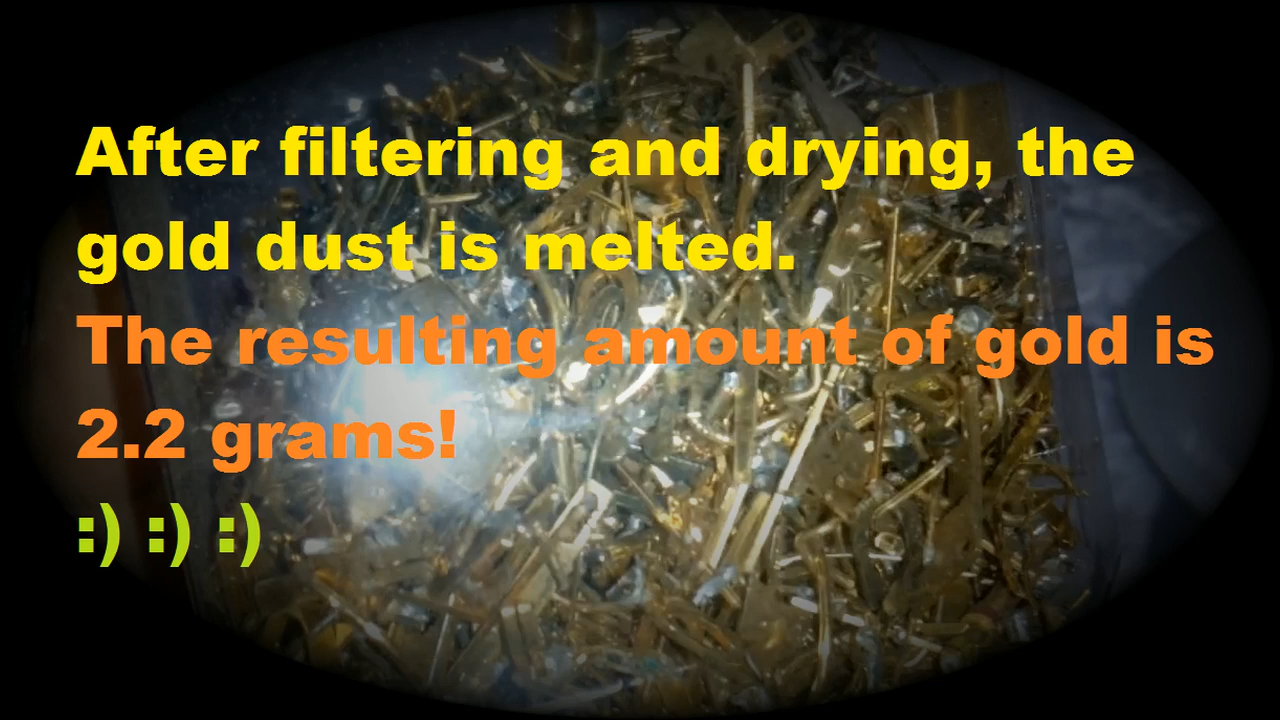 After filtering and drying, the
gold dust is melted.
The resulting amount of gold is
2.2 grams!
:) :) :)